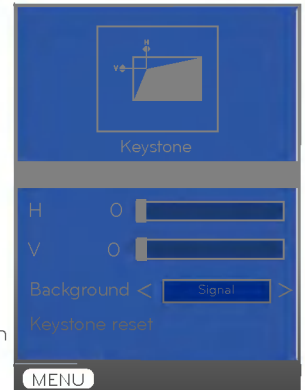 H
V
Keystone
H 0
V 0
Background < Signal >
Keystone reset
n
MENU